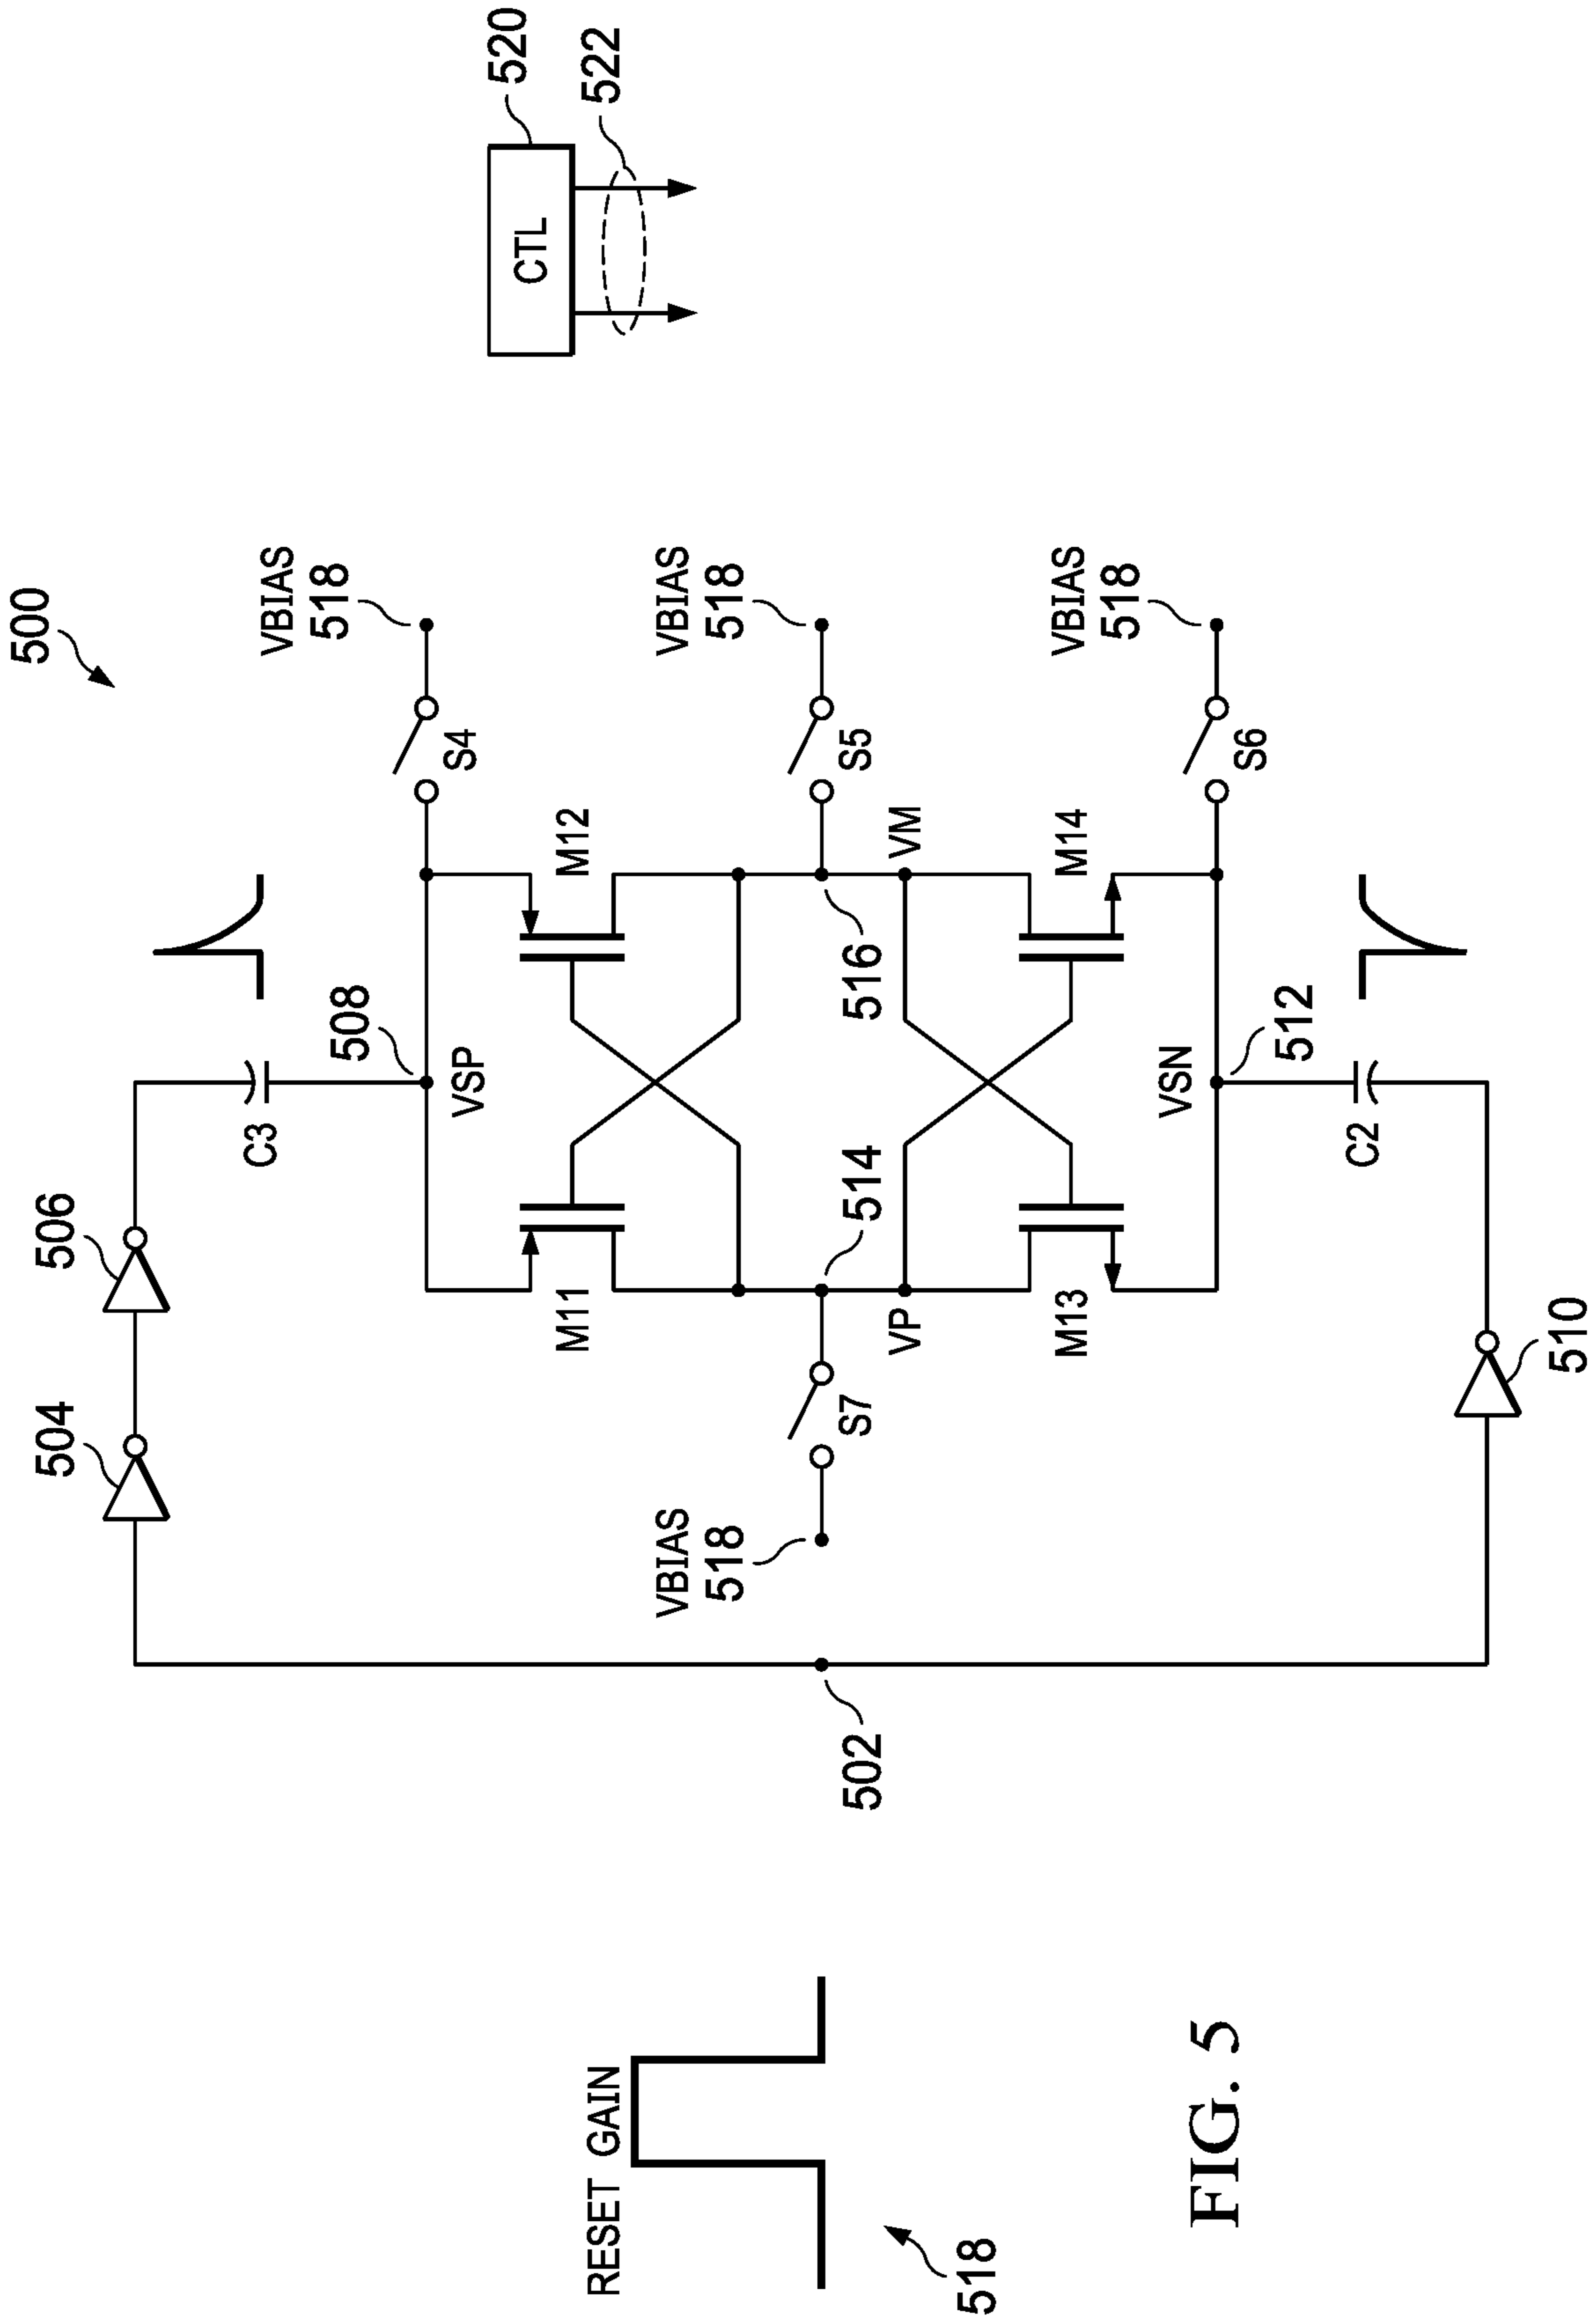 500
504
506
C3
508
VSP
VBIAS
518
S4
M11
M12
VBIAS
518
S7
514
VP
516
VM
S5
VBIAS
518
502
M13
M14
VSN
512
S6
VBIAS
518
C2
510
RESET GAIN
518
CTL
520
522
FIG. 5